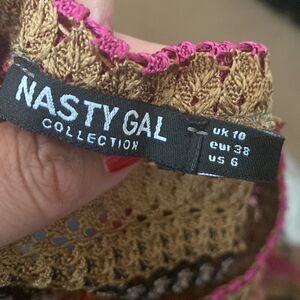 NASTY GAL
COLLECTION
UK 10
eur 38
US 6